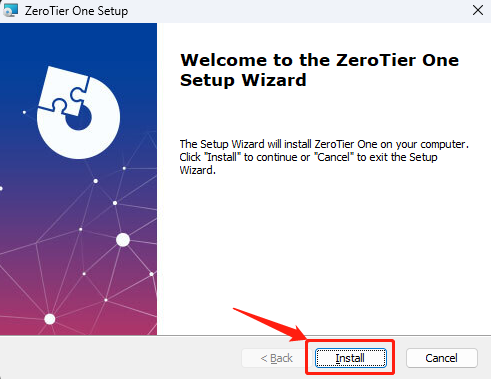 ZeroTier One Setup
Welcome to the ZeroTier One
Setup Wizard
The Setup Wizard will install ZeroTier One on your computer.
Click "Install" to continue or "Cancel" to exit the Setup
Wizard.
< Back
Install
Cancel